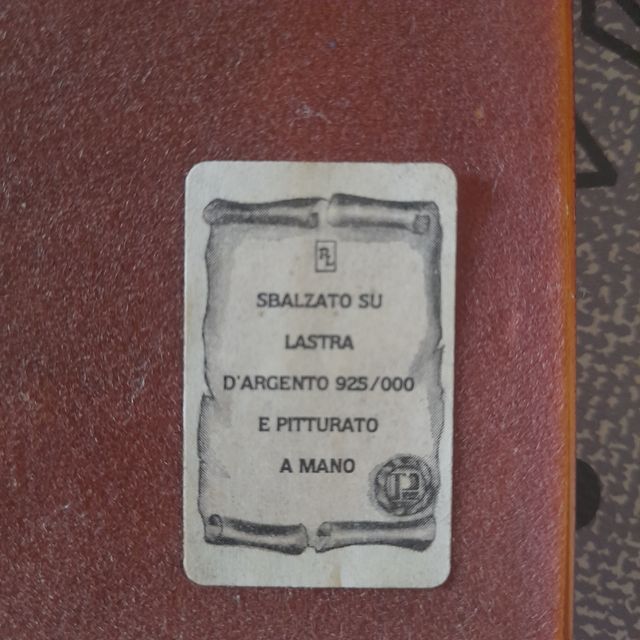 SBALZATO SU
LASTRA
D'ARGENTO 925/000
E PITTURATO
A MANO